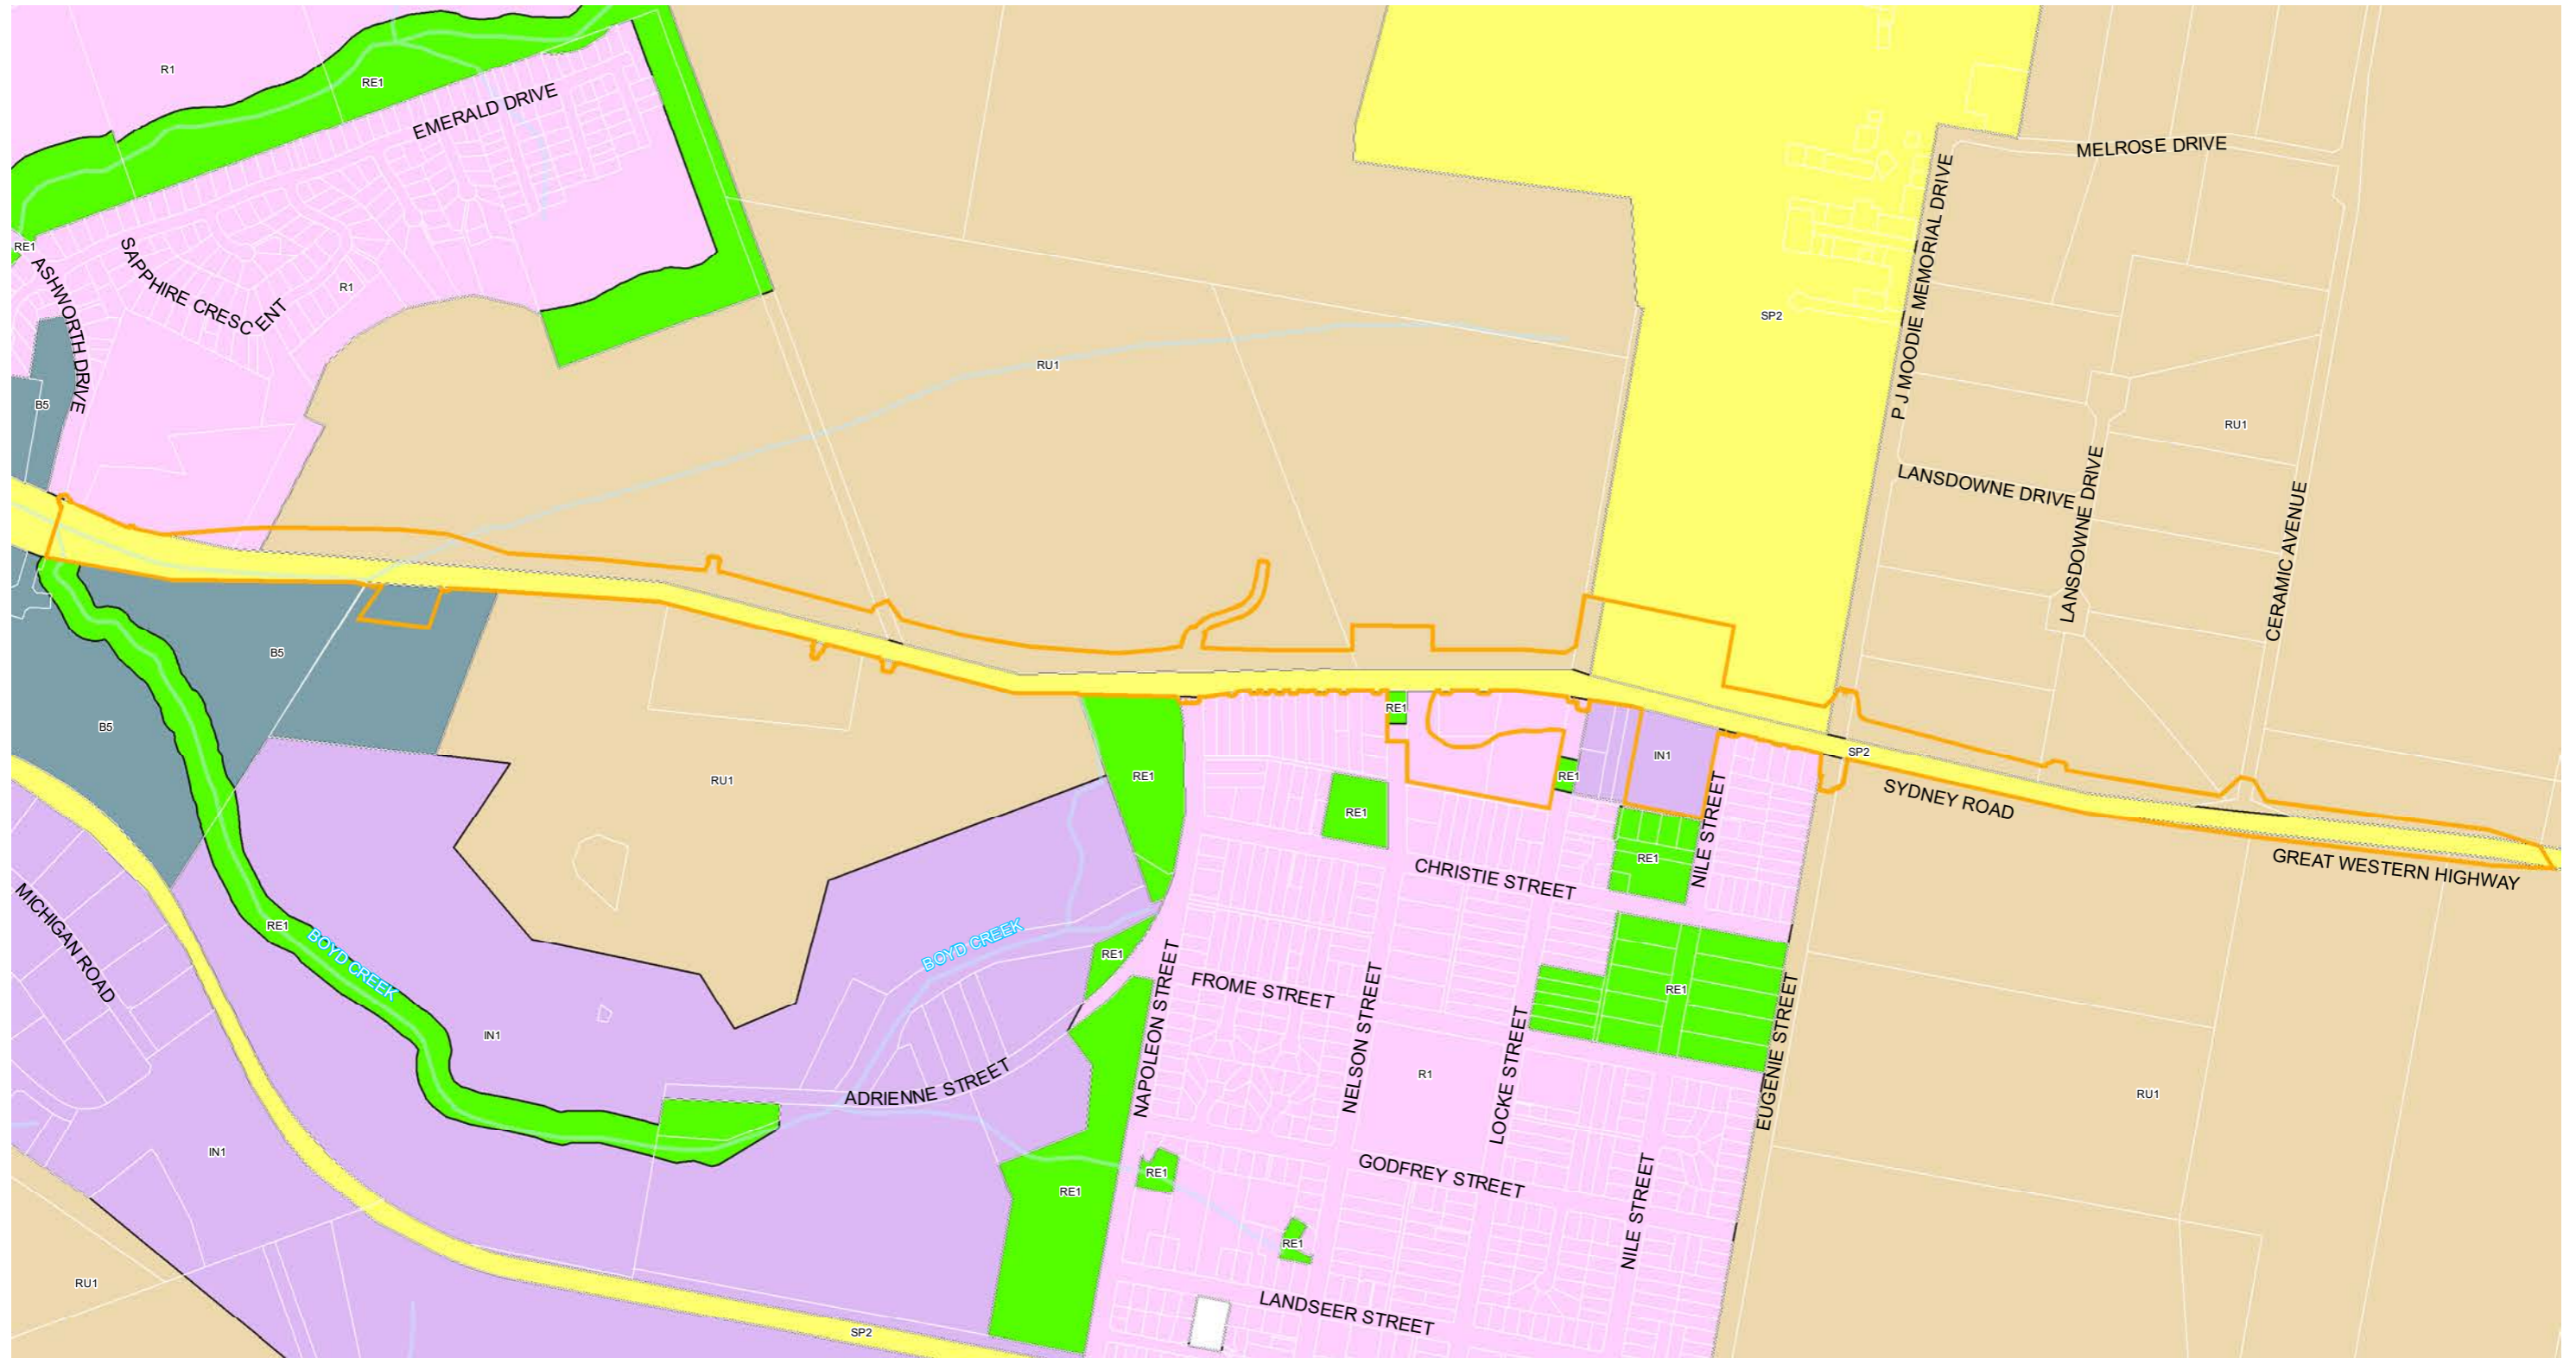 R1
RE1
EMERALD DRIVE
MELROSE DRIVE
P J MOODIE MEMORIAL DRIVE
RE1
ASHWORTH DRIVE
SAPPHIRE CRESCENT
R1
SP2
RU1
B5
RU1
LANSDOWNE DRIVE
LANSDOWNE DRIVE
CERAMIC AVENUE
B5
B5
RU1
RE1
RE1
RE1
RE1
IN1
SP2
SYDNEY ROAD
RE1
RE1
NILE STREET
GREAT WESTERN HIGHWAY
CHRISTIE STREET
MICHIGAN ROAD
RE1
BOYD CREEK
BOYD CREEK
RE1
NAPOLEON STREET
FROME STREET
NELSON STREET
RE1
EUGENIE STREET
IN1
ADRIENNE STREET
R1
LOCKE STREET
RU1
IN1
RE1
RE1
GODFREY STREET
NILE STREET
RE1
RU1
LANDSEER STREET
SP2